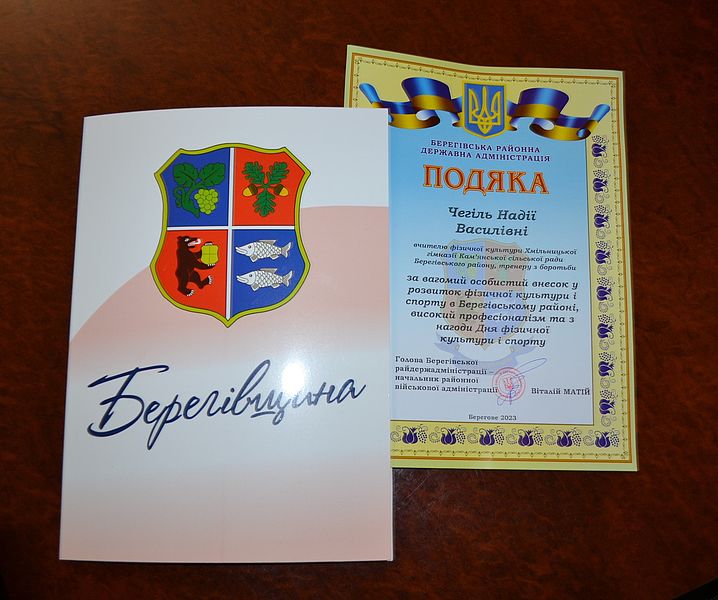 Берегівщина
БЕРЕГІВСЬКА РАЙОННА
ДЕРЖАВНА АДМІНІСТРАЦІЯ
ПОДЯКА
Чегіль Надії
Василівні
вчителю фізичної культури Хмільницької
гімназії Кам'янської сільської ради
Берегівського району, тренеру з боротьби
за вагомий особистий внесок у
розвиток фізичної культури і
спорту в Берегівському районі,
високий професіоналізм та з
нагоди Дня фізичної
культури і спорту
Голова Берегівської
райдержадміністрації –
начальник районної
військової адміністрації Віталій МАТІЙ
Берегове 2023